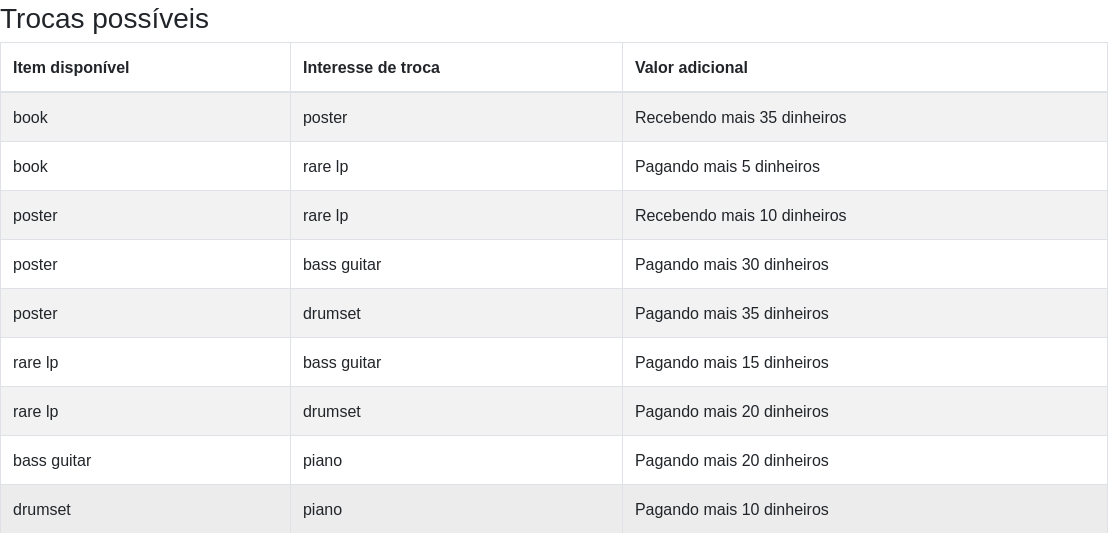 Trocas possíveis
Item disponível Interesse de troca Valor adicional
book poster Recebendo mais 35 dinheiros
book rare lp Pagando mais 5 dinheiros
poster rare lp Recebendo mais 10 dinheiros
poster bass guitar Pagando mais 30 dinheiros
poster drumset Pagando mais 35 dinheiros
rare lp bass guitar Pagando mais 15 dinheiros
rare lp drumset Pagando mais 20 dinheiros
bass guitar piano Pagando mais 20 dinheiros
drumset piano Pagando mais 10 dinheiros